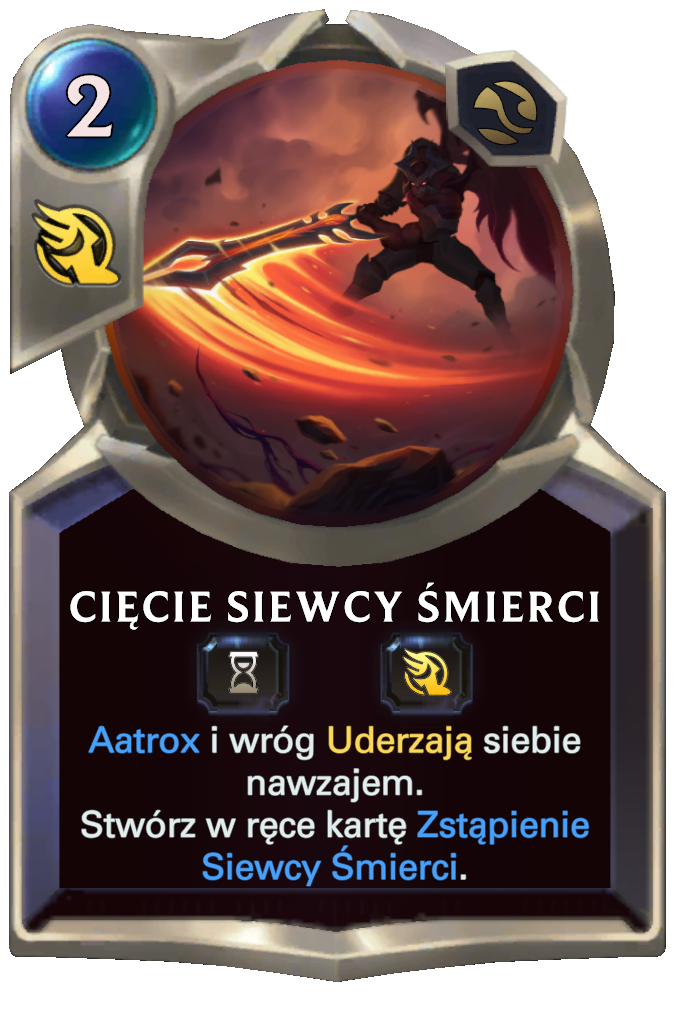 2
CIĘCIE SIEWCY ŚMIERCI
Aatrox i wróg Uderzają siebie
nawzajem.
Stwórz w ręce kartę Zstąpienie
Siewcy Śmierci.